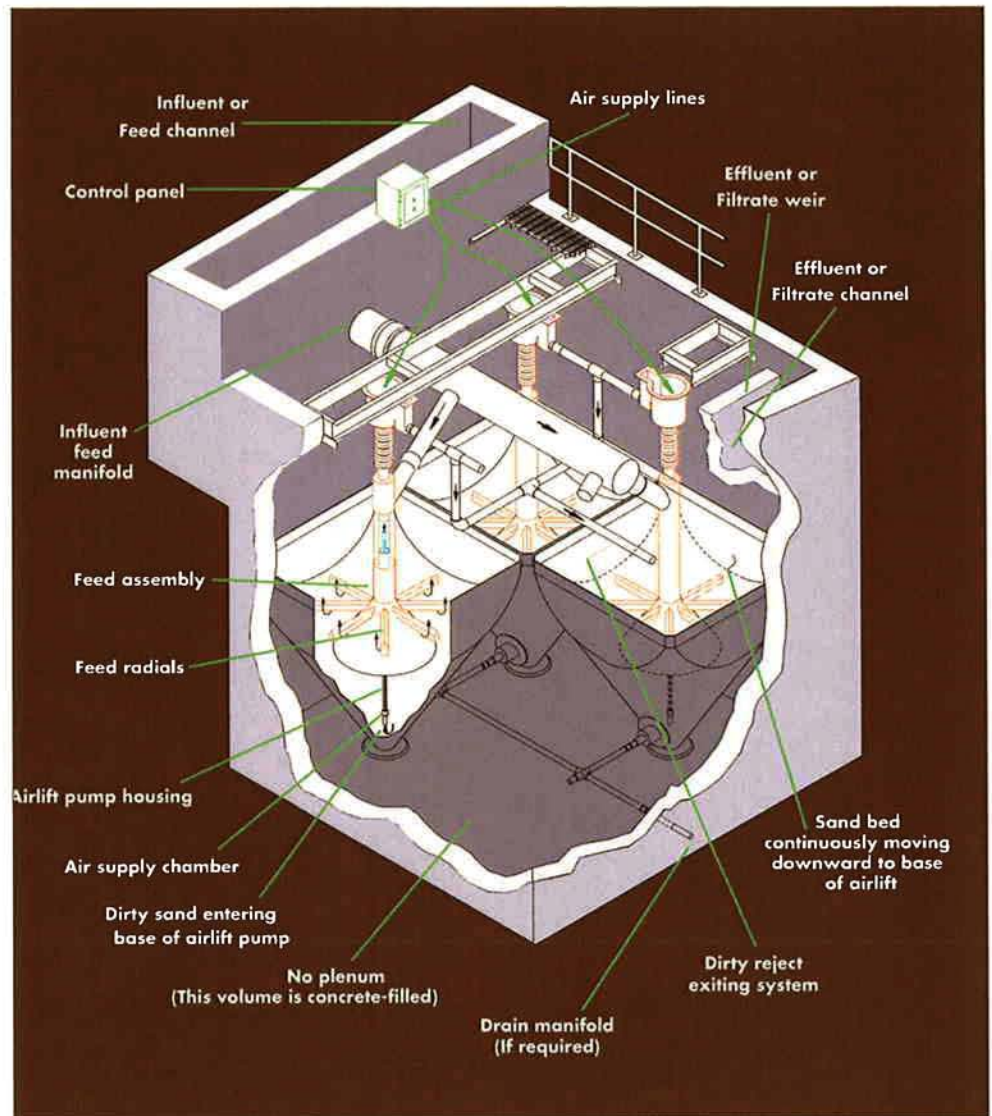 Influent or
Feed channel
Air supply lines
Control panel
Effluent or
Filtrate weir
Effluent or
Filtrate channel
Influent
feed
manifold
Feed assembly
Feed radials
Airlift pump housing
Air supply chamber
Sand bed
continuously moving
downward to base
of airlift
Dirty sand entering
base of airlift pump
No plenum
(This volume is concrete-filled)
Dirty reject
exiting system
Drain manifold
(If required)